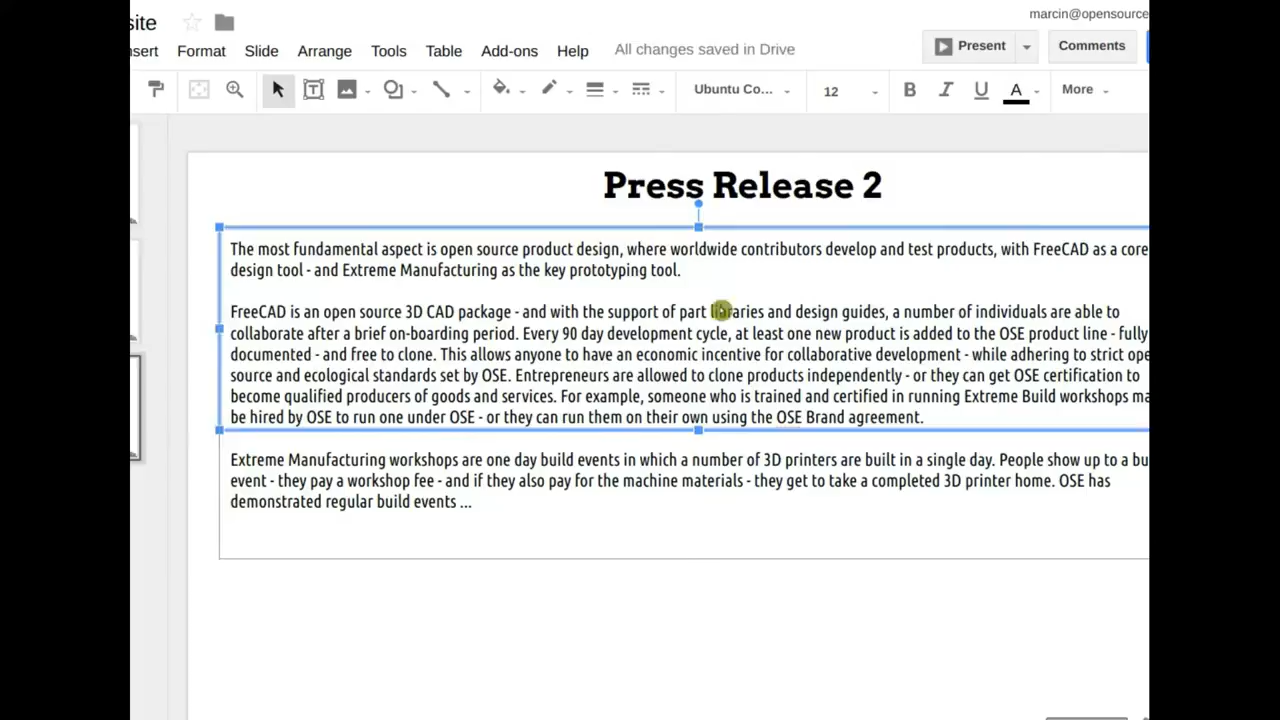 site
marcin@opensource
nsert Format Slide Arrange Tools Table Add-ons Help All changes saved in Drive
Present Comments
Ubuntu Co... 12 B I U A More
Press Release 2
The most fundamental aspect is open source product design, where worldwide contributors develop and test products, with FreeCAD as a core
design tool - and Extreme Manufacturing as the key prototyping tool.
FreeCAD is an open source 3D CAD package - and with the support of part libraries and design guides, a number of individuals are able to
collaborate after a brief on-boarding period. Every 90 day development cycle, at least one new product is added to the OSE product line - fully
documented - and free to clone. This allows anyone to have an economic incentive for collaborative development - while adhering to strict ope
source and ecological standards set by OSE. Entrepreneurs are allowed to clone products independently - or they can get OSE certification to
become qualified producers of goods and services. For example, someone who is trained and certified in running Extreme Build workshops ma
be hired by OSE to run one under OSE - or they can run them on their own using the OSE Brand agreement.
Extreme Manufacturing workshops are one day build events in which a number of 3D printers are built in a single day. People show up to a bu
event - they pay a workshop fee - and if they also pay for the machine materials - they get to take a completed 3D printer home. OSE has
demonstrated regular build events ...